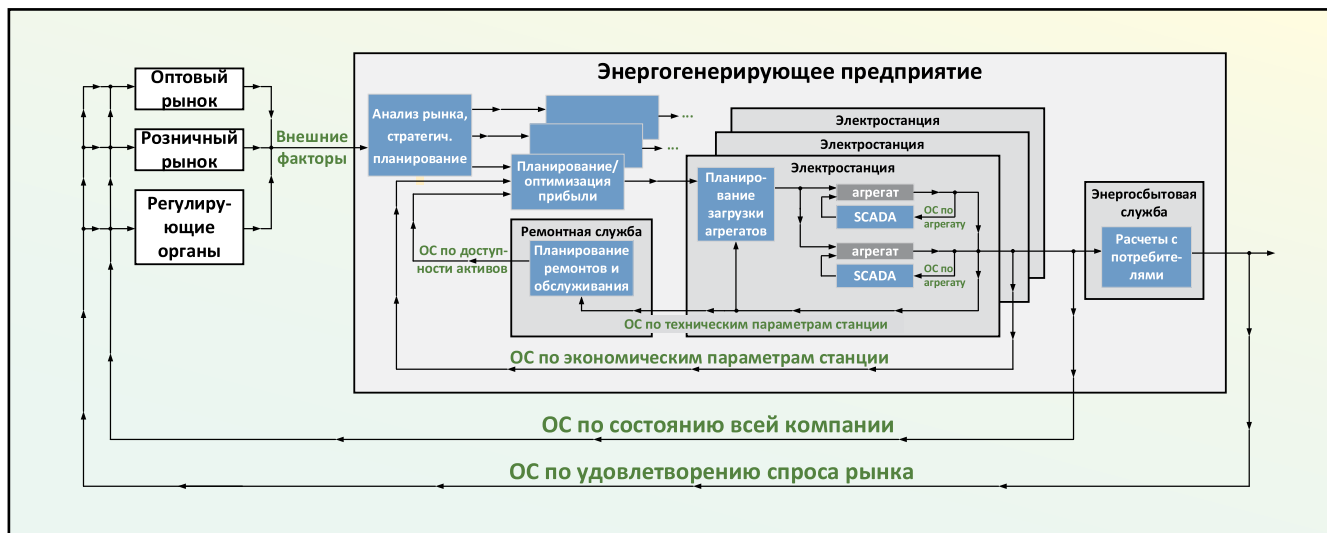 Энергогенерирующее предприятие
Оптовый
рынок
Розничный
рынок
Регулиру-
ющие
органы
Внешние
факторы
Анализ рынка,
стратегич.
планирование
...
...
Планирование/
оптимизация
прибыли
Электростанция
Электростанция
Электростанция
Планиро-
вание
загрузки
агрегатов
агрегат
SCADA
ОС по
агрегату
агрегат
SCADA
ОС по
агрегату
Ремонтная служба
Планирование
ремонтов и
обслуживания
ОС по доступ-
ности активов
Энергосбытовая
служба
Расчеты с
потребите-
лями
ОС по техническим параметрам станции
ОС по экономическим параметрам станции
ОС по состоянию всей компании
ОС по удовлетворению спроса рынка